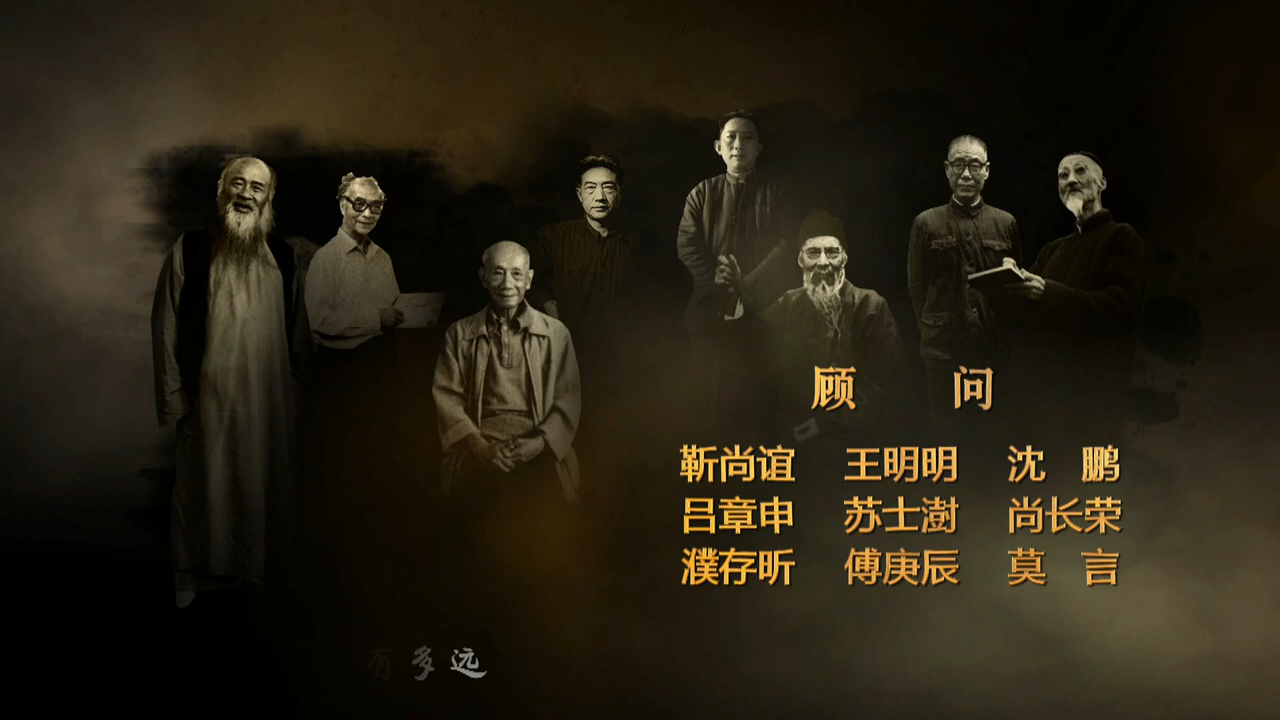 顾 问
靳尚谊 王明明 沈 鹏
吕章申 苏士澍 尚长荣
濮存昕 傅庚辰 莫 言
有多远